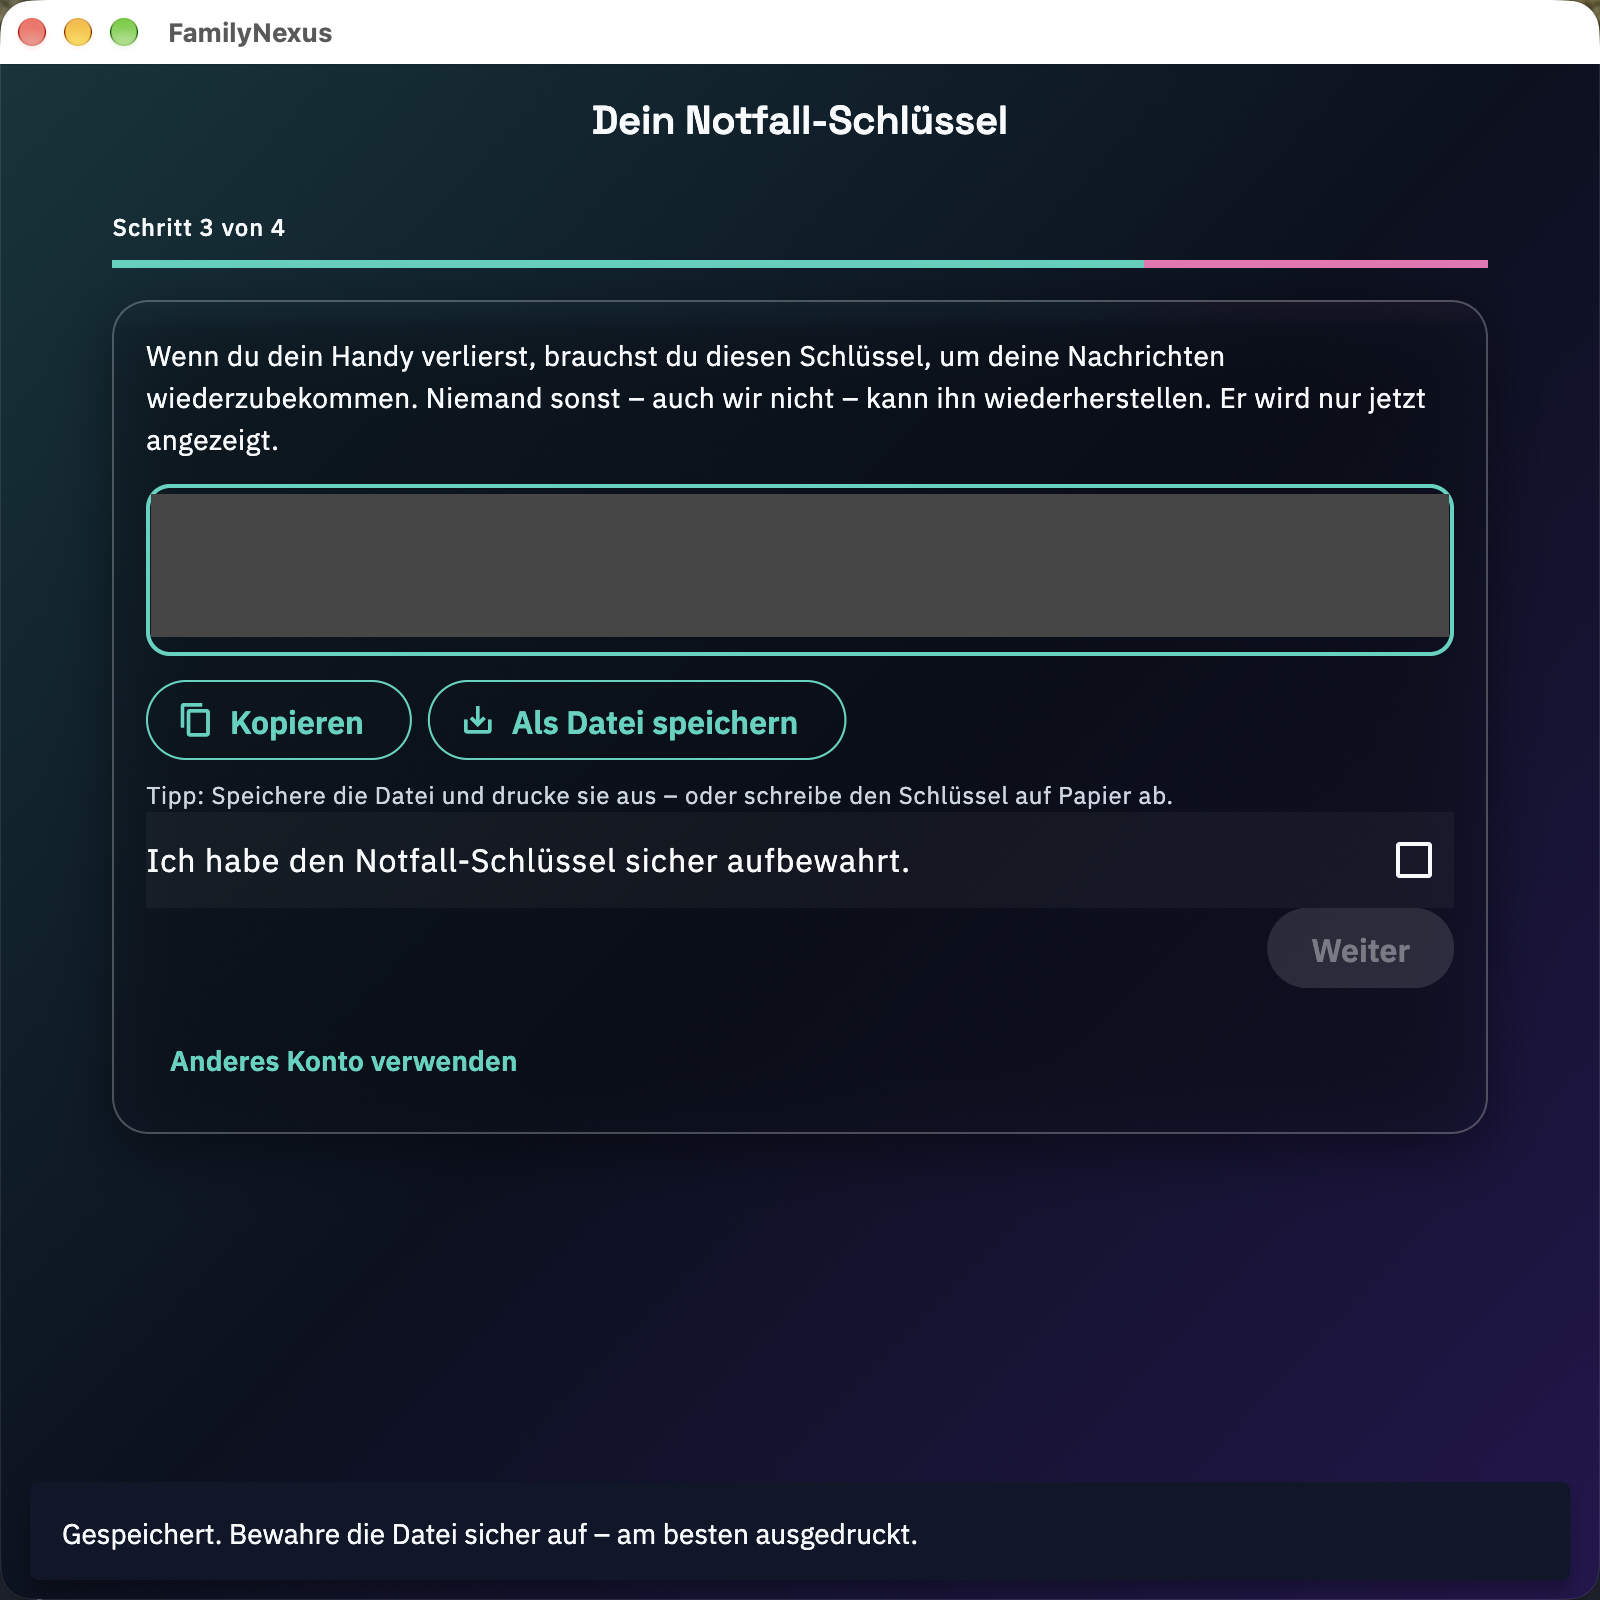 FamilyNexus
Dein Notfall-Schlüssel
Schritt 3 von 4
Wenn du dein Handy verlierst, brauchst du diesen Schlüssel, um deine Nachrichten
wiederzubekommen. Niemand sonst – auch wir nicht – kann ihn wiederherstellen. Er wird nur jetzt
angezeigt.
Kopieren
Als Datei speichern
Tipp: Speichere die Datei und drucke sie aus – oder schreibe den Schlüssel auf Papier ab.
Ich habe den Notfall-Schlüssel sicher aufbewahrt.
Weiter
Anderes Konto verwenden
Gespeichert. Bewahre die Datei sicher auf – am besten ausgedruckt.